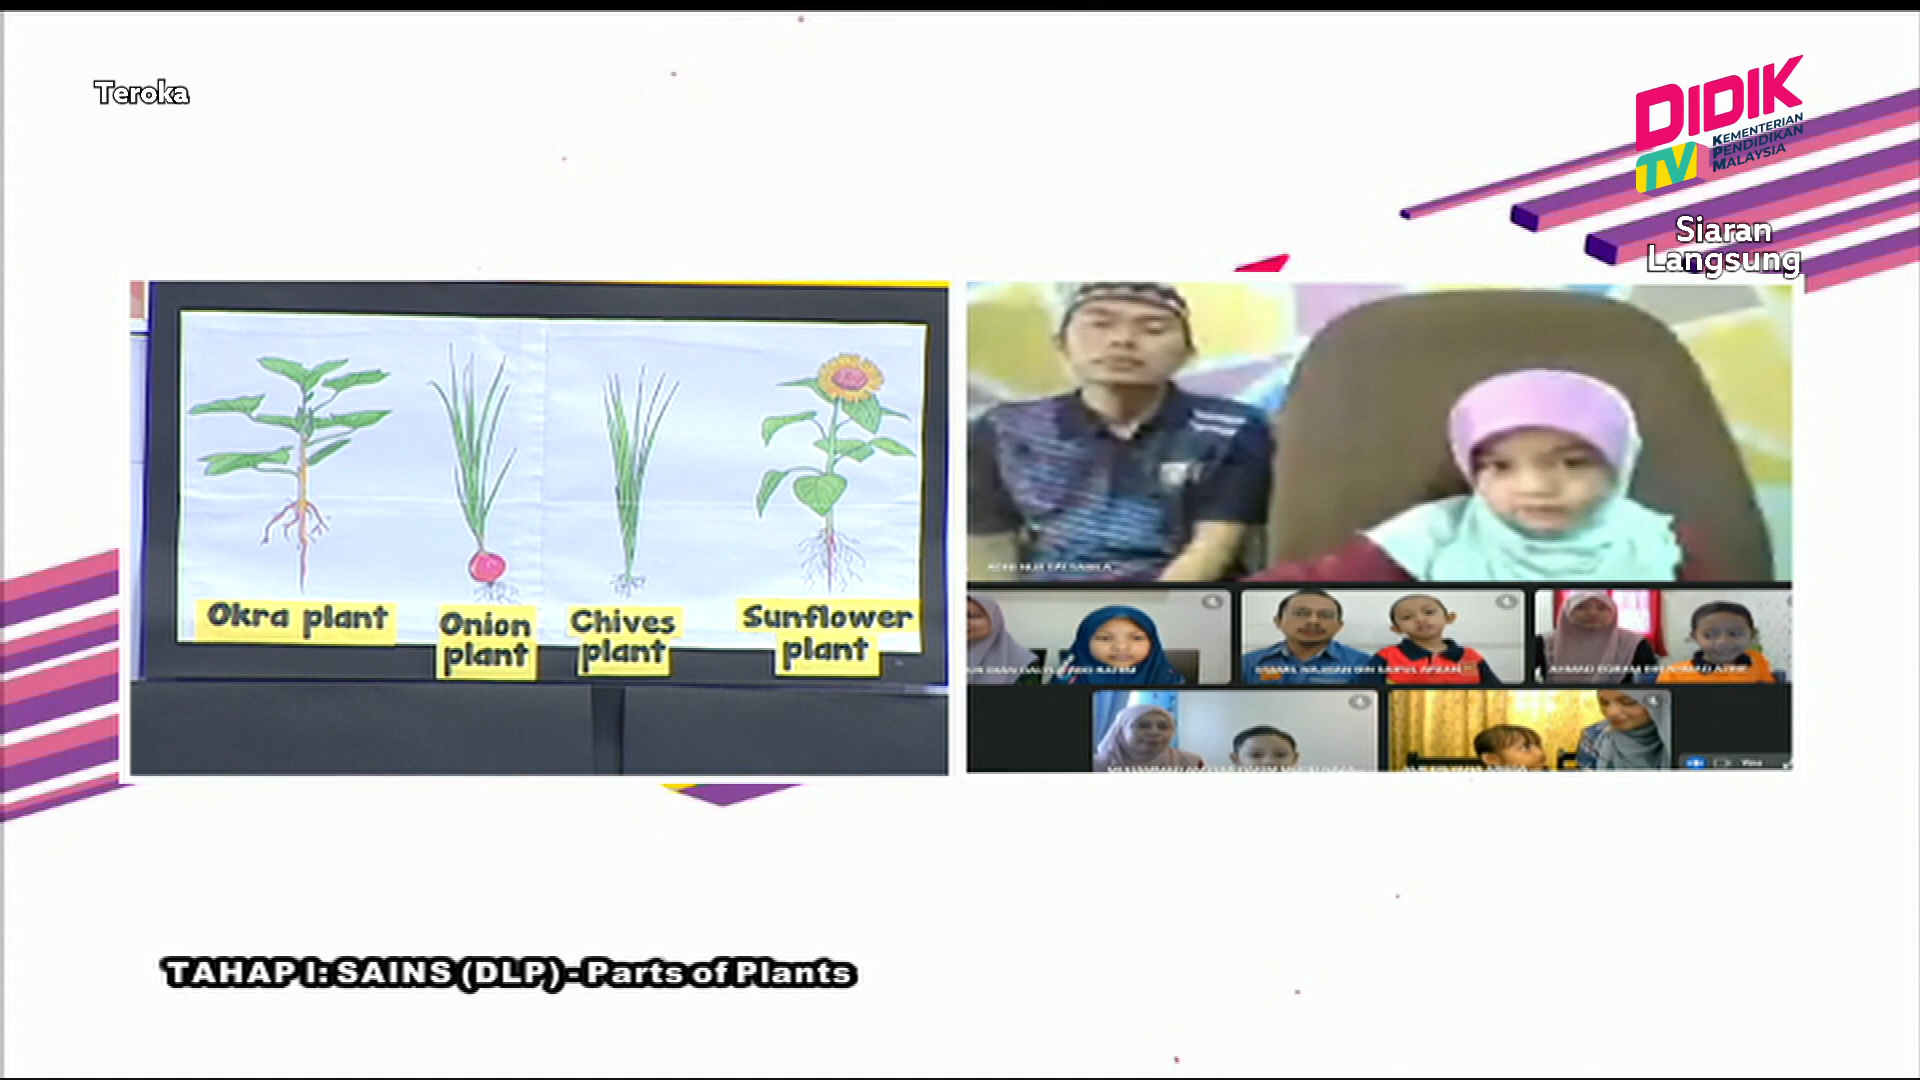 Teroka
DIDIK
TV
KEMENTERIAN
PENDIDIKAN
MALAYSIA
Siaran
Langsung
Okra plant
Onion
plant
Chives
plant
Sunflower
plant
TAHAP I: SAINS (DLP) - Parts of Plants